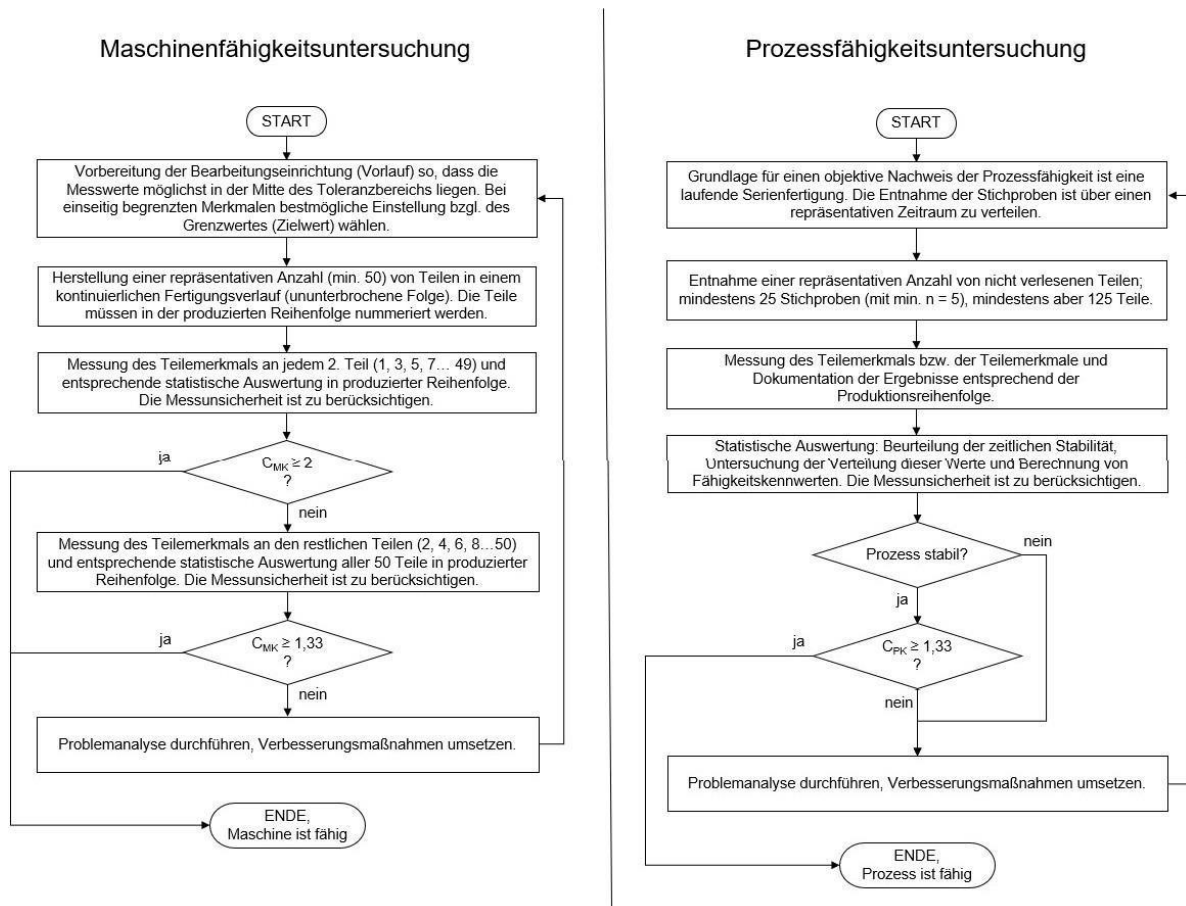 Maschinenfähigkeitsuntersuchung
START
Vorbereitung der Bearbeitungseinrichtung (Vorlauf) so, dass die
Messwerte möglichst in der Mitte des Toleranzbereichs liegen. Bei
einseitig begrenzten Merkmalen bestmögliche Einstellung bzgl. des
Grenzwertes (Zielwert) wählen.
Herstellung einer repräsentativen Anzahl (min. 50) von Teilen in einem
kontinuierlichen Fertigungsverlauf (ununterbrochene Folge). Die Teile
müssen in der produzierten Reihenfolge nummeriert werden.
Messung des Teilemerkmals an jedem 2. Teil (1, 3, 5, 7... 49) und
entsprechende statistische Auswertung in produzierter Reihenfolge.
Die Messunsicherheit ist zu berücksichtigen.
ja
CMK ≥ 2
?
nein
Messung des Teilemerkmals an den restlichen Teilen (2, 4, 6, 8...50)
und entsprechende statistische Auswertung aller 50 Teile in produzierter
Reihenfolge. Die Messunsicherheit ist zu berücksichtigen.
ja
CMK ≥ 1,33
?
nein
Problemanalyse durchführen, Verbesserungsmaßnahmen umsetzen.
ENDE,
Maschine ist fähig
Prozessfähigkeitsuntersuchung
START
Grundlage für einen objektive Nachweis der Prozessfähigkeit ist eine
laufende Serienfertigung. Die Entnahme der Stichproben ist über einen
repräsentativen Zeitraum zu verteilen.
Entnahme einer repräsentativen Anzahl von nicht verlesenen Teilen;
mindestens 25 Stichproben (mit min. n = 5), mindestens aber 125 Teile.
Messung des Teilemerkmals bzw. der Teilemerkmale und
Dokumentation der Ergebnisse entsprechend der
Produktionsreihenfolge.
Statistische Auswertung: Beurteilung der zeitlichen Stabilität,
Untersuchung der Verteilung dieser Werte und Berechnung von
Fähigkeitskennwerten. Die Messunsicherheit ist zu berücksichtigen.
nein
Prozess stabil?
ja
ja
CPK ≥ 1,33
?
nein
Problemanalyse durchführen, Verbesserungsmaßnahmen umsetzen.
ENDE,
Prozess ist fähig